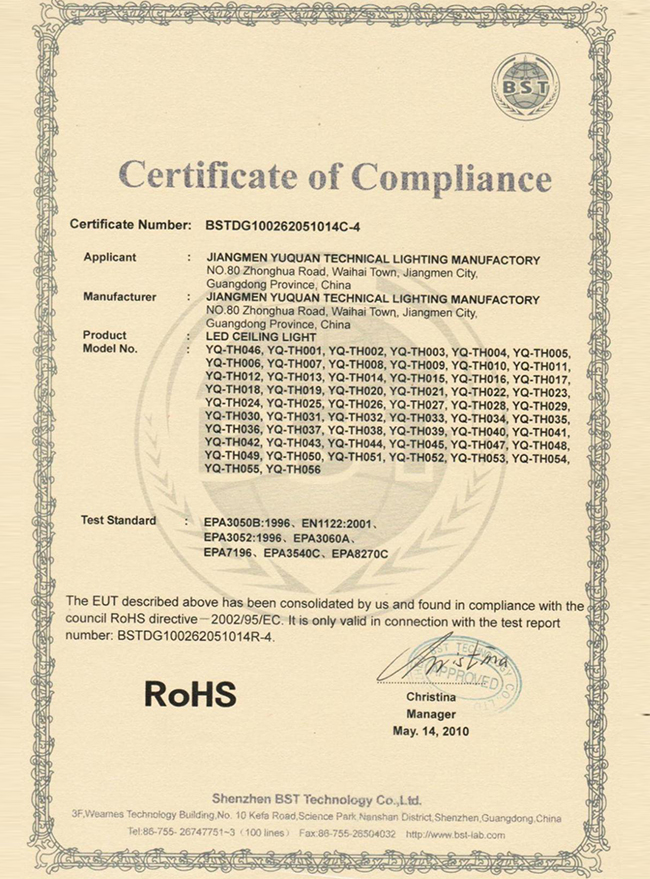 BST
Certificate of Compliance
Certificate Number: BSTDG100262051014C-4
Applicant : JIANGMEN YUQUAN TECHNICAL LIGHTING MANUFACTORY
NO.80 Zhonghua Road, Waihai Town, Jiangmen City,
Guangdong Province, China
Manufacturer : JIANGMEN YUQUAN TECHNICAL LIGHTING MANUFACTORY
NO.80 Zhonghua Road, Waihai Town, Jiangmen City,
Guangdong Province, China
Product : LED CEILING LIGHT
Model No. : YQ-TH046, YQ-TH001, YQ-TH002, YQ-TH003, YQ-TH004, YQ-TH005,
YQ-TH006, YQ-TH007, YQ-TH008, YQ-TH009, YQ-TH010, YQ-TH011,
YQ-TH012, YQ-TH013, YQ-TH014, YQ-TH015, YQ-TH016, YQ-TH017,
YQ-TH018, YQ-TH019, YQ-TH020, YQ-TH021, YQ-TH022, YQ-TH023,
YQ-TH024, YQ-TH025, YQ-TH026, YQ-TH027, YQ-TH028, YQ-TH029,
YQ-TH030, YQ-TH031, YQ-TH032, YQ-TH033, YQ-TH034, YQ-TH035,
YQ-TH036, YQ-TH037, YQ-TH038, YQ-TH039, YQ-TH040, YQ-TH041,
YQ-TH042, YQ-TH043, YQ-TH044, YQ-TH045, YQ-TH047, YQ-TH048,
YQ-TH049, YQ-TH050, YQ-TH051, YQ-TH052, YQ-TH053, YQ-TH054,
YQ-TH055, YQ-TH056
BST
Test Standard : EPA3050B:1996、EN1122:2001、
EPA3052:1996、EPA3060A、
EPA7196、EPA3540C、EPA8270C
The EUT described above has been consolidated by us and found in compliance with the
council RoHS directive—2002/95/EC. It is only valid in connection with the test report
number: BSTDG100262051014R-4.
RoHS
Christina
BST TECHNOLOGY CO LTD
APPROVED
Christina
Manager
May. 14, 2010
Shenzhen BST Technology Co.,Ltd.
3F,Weames Technology Building,No. 10 Kefa Road,Science Park,Nanshan District,Shenzhen,Guangdong,China
Tel:86-755- 26747751~3 (100 lines) Fax:86-755-26504032 http://www.bst-lab.com